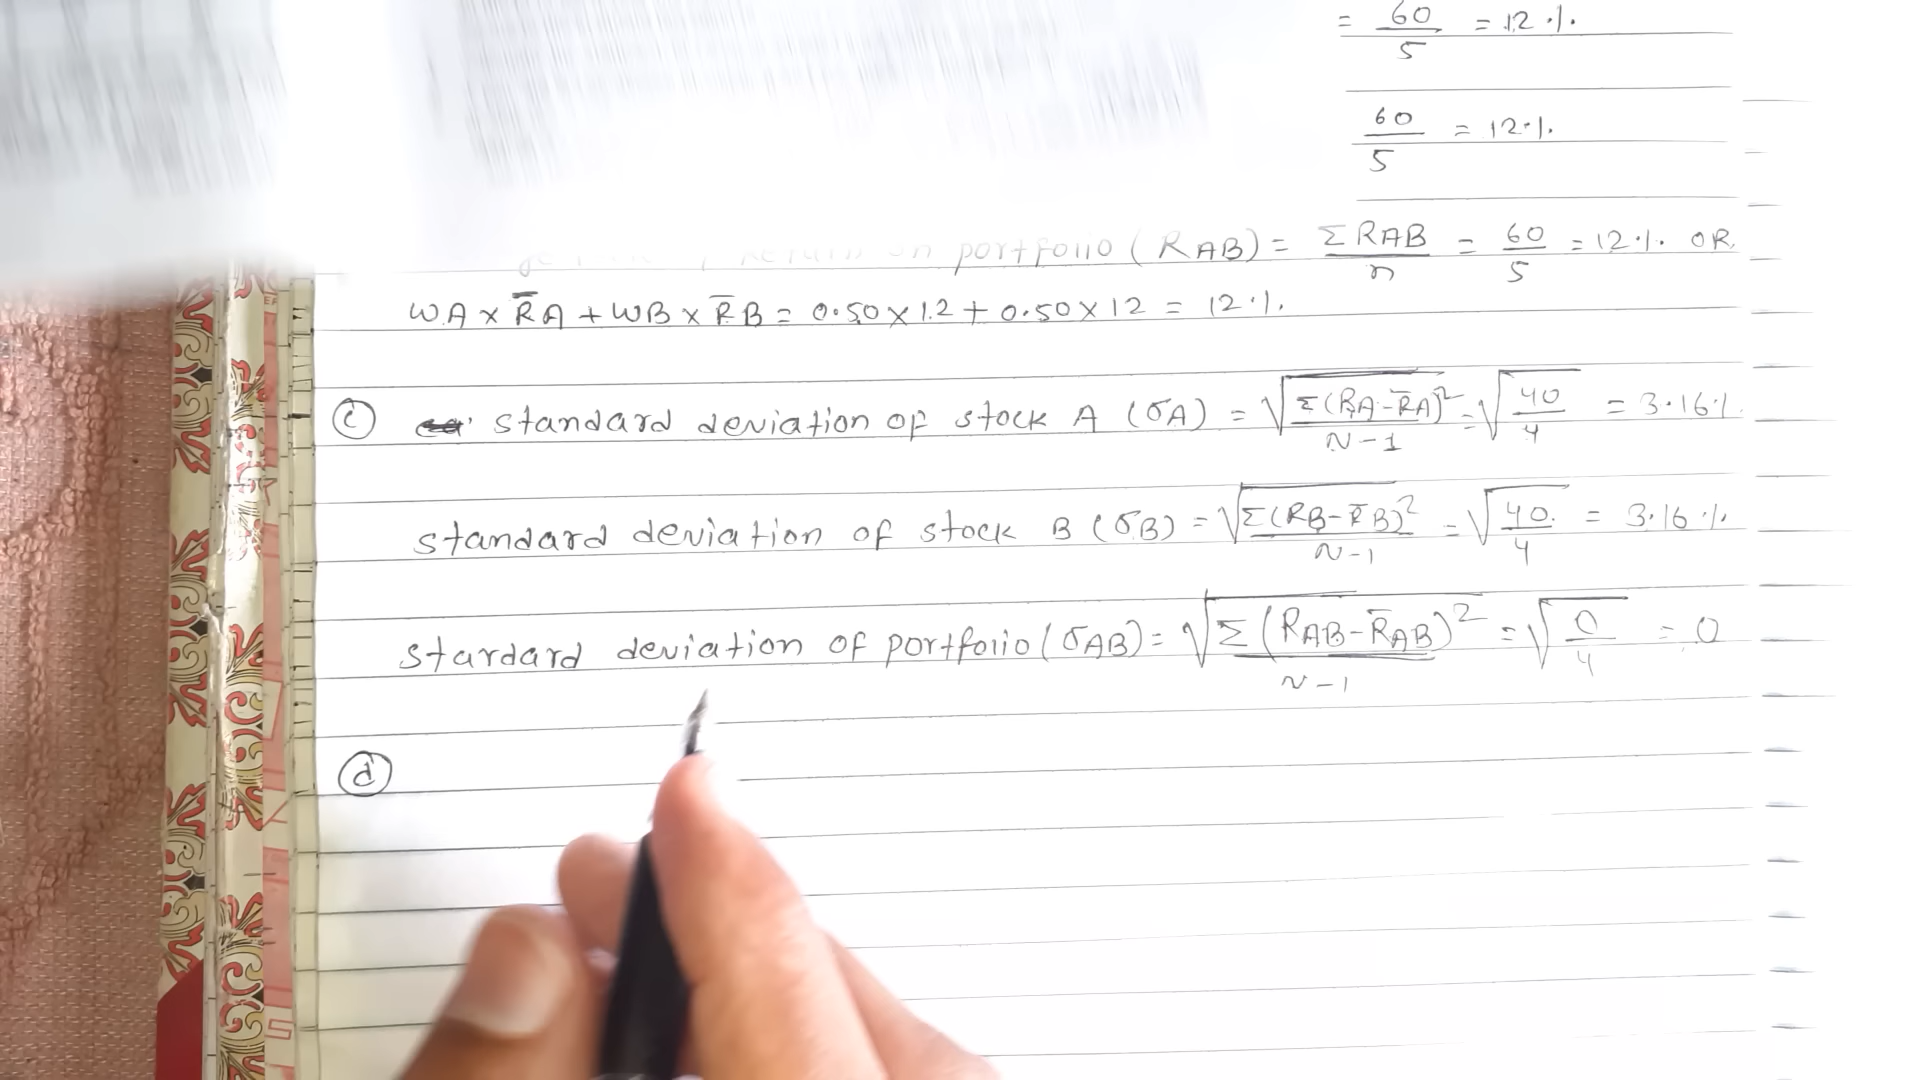 = 60/5 = 12%.
60/5 = 12%.
Return on portfolio (RAB) = ΣRAB/n = 60/5 = 12%. OR
WA × R̄A + WB × R̄B = 0.50 × 12 + 0.50 × 12 = 12%.
(c) standard deviation of stock A (σA) = √(Σ(RA-R̄A)²/N-1) = √(40/4) = 3.16%
standard deviation of stock B (σB) = √(Σ(RB-R̄B)²/N-1) = √(40/4) = 3.16%
stardard deviation of portfolio (σAB) = √(Σ(RAB-R̄AB)²/N-1) = √(0/4) = 0
(d)